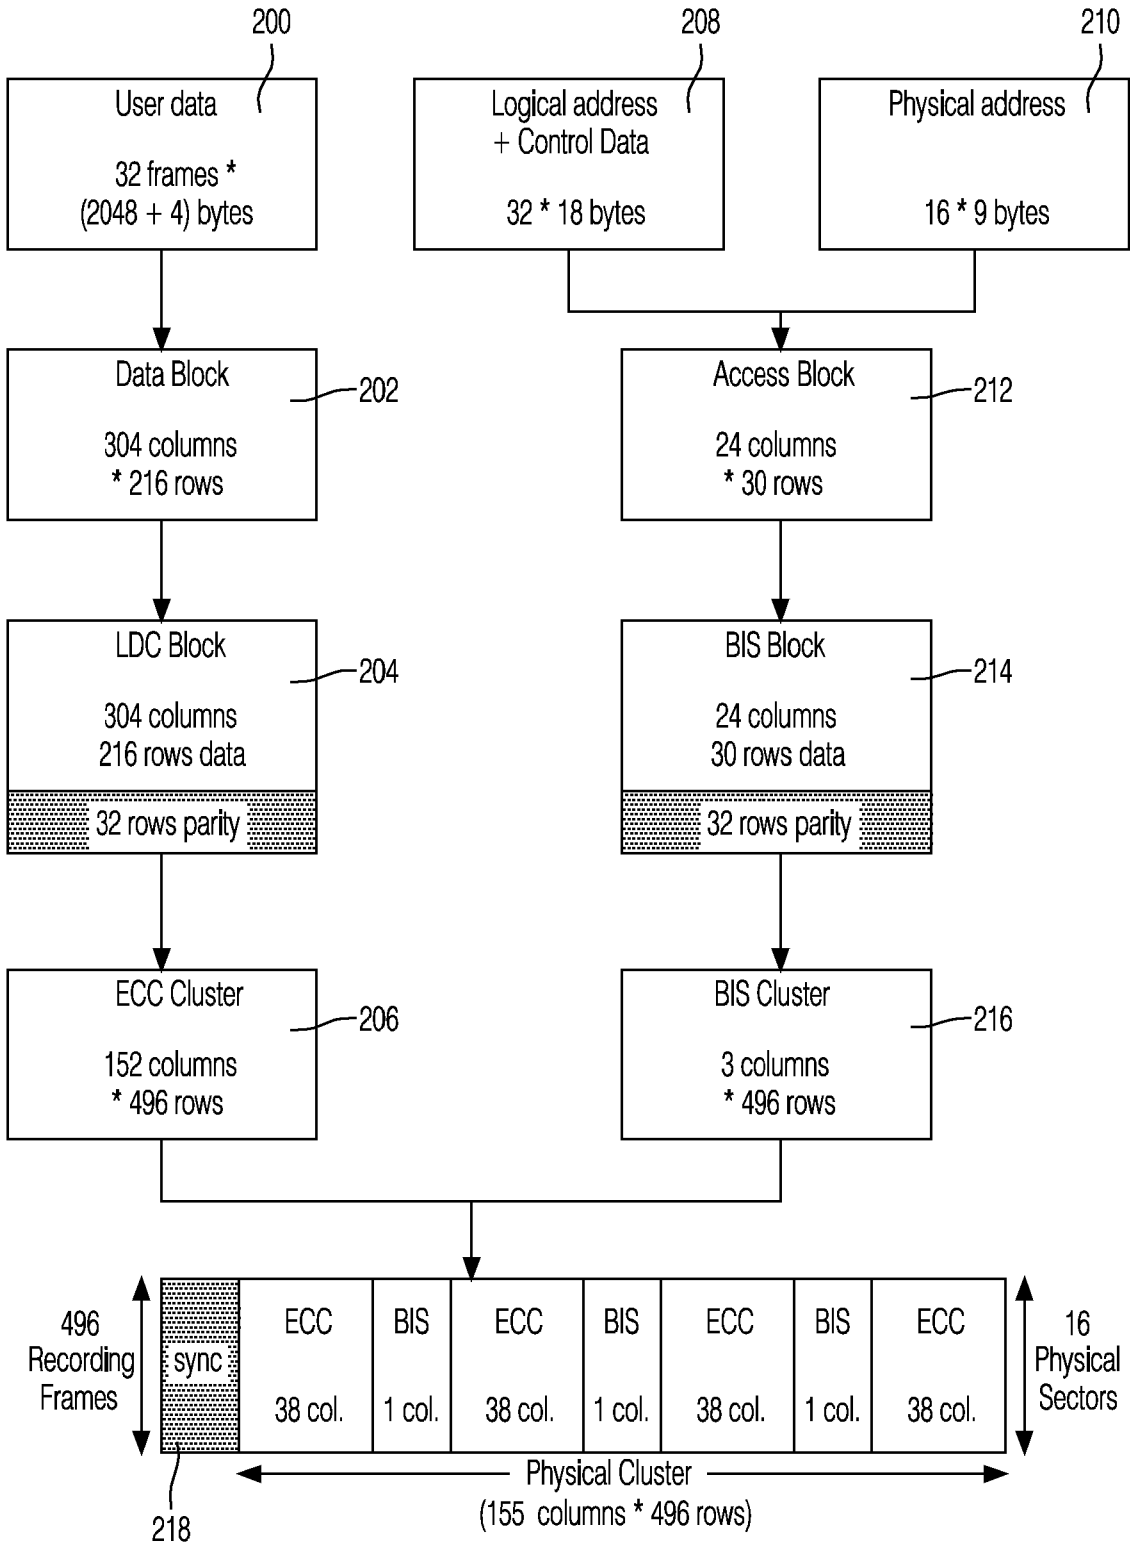 200
208
210
User data
32 frames *
(2048 + 4) bytes
Logical address
+ Control Data
32 * 18 bytes
Physical address
16 * 9 bytes
Data Block
304 columns
* 216 rows
202
Access Block
24 columns
* 30 rows
212
LDC Block
304 columns
216 rows data
32 rows parity
204
BIS Block
24 columns
30 rows data
32 rows parity
214
ECC Cluster
152 columns
* 496 rows
206
BIS Cluster
3 columns
* 496 rows
216
496
Recording
Frames
sync
ECC
38 col.
BIS
1 col.
ECC
38 col.
BIS
1 col.
ECC
38 col.
BIS
1 col.
ECC
38 col.
16
Physical
Sectors
Physical Cluster
(155 columns * 496 rows)
218